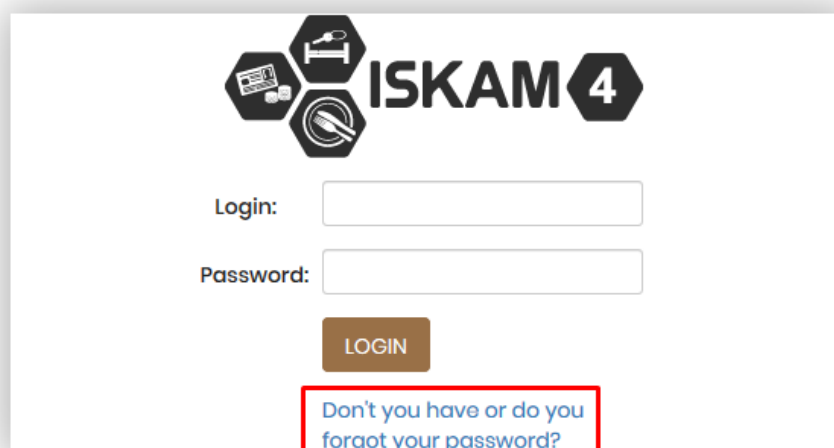 ISKAM 4
Login:
Password:
LOGIN
Don't you have or do you
forgot your password?